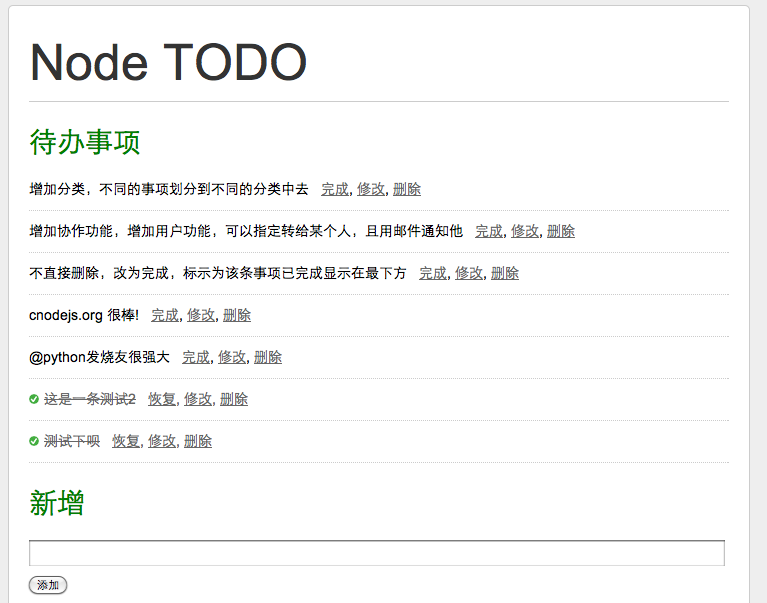 Node TODO
待办事项
增加分类，不同的事项划分到不同的分类中去 完成, 修改, 删除
增加协作功能，增加用户功能，可以指定转给某个人，且用邮件通知他 完成, 修改, 删除
不直接删除，改为完成，标示为该条事项已完成显示在最下方 完成, 修改, 删除
cnodejs.org 很棒! 完成, 修改, 删除
@python发烧友很强大 完成, 修改, 删除
这是一条测试2 恢复, 修改, 删除
测试下呗 恢复, 修改, 删除
新增
添加